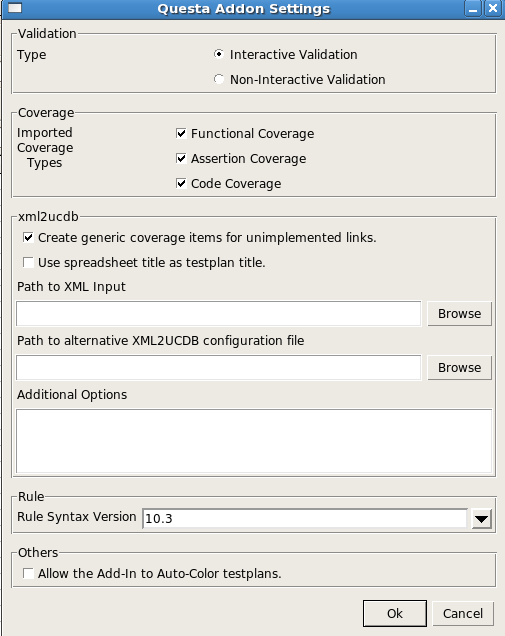 Questa Addon Settings
Validation
Type
Interactive Validation
Non-Interactive Validation
Coverage
Imported
Coverage
Types
Functional Coverage
Assertion Coverage
Code Coverage
xml2ucdb
Create generic coverage items for unimplemented links.
Use spreadsheet title as testplan title.
Path to XML Input
Browse
Path to alternative XML2UCDB configuration file
Browse
Additional Options
Rule
Rule Syntax Version 10.3
Others
Allow the Add-In to Auto-Color testplans.
Ok Cancel